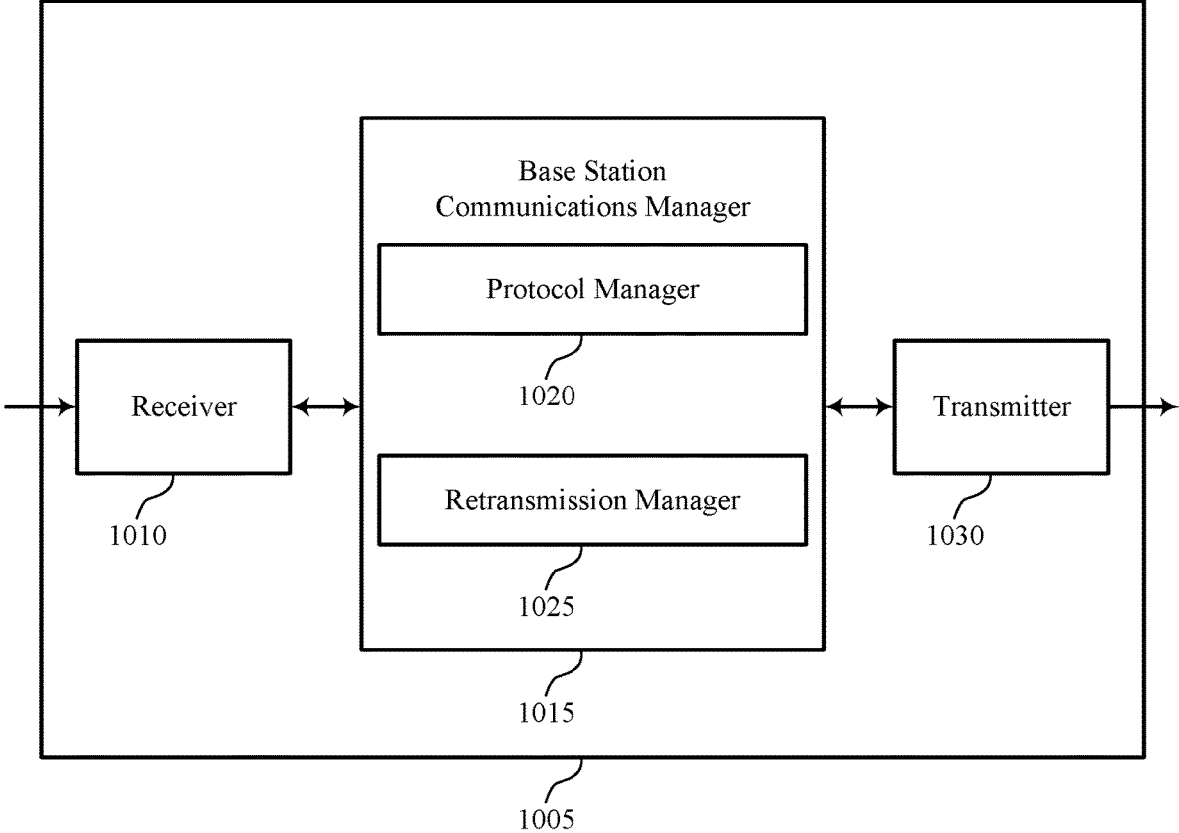 Base Station
Communications Manager
Protocol Manager
1020
Receiver
1010
Transmitter
1030
Retransmission Manager
1025
1015
1005